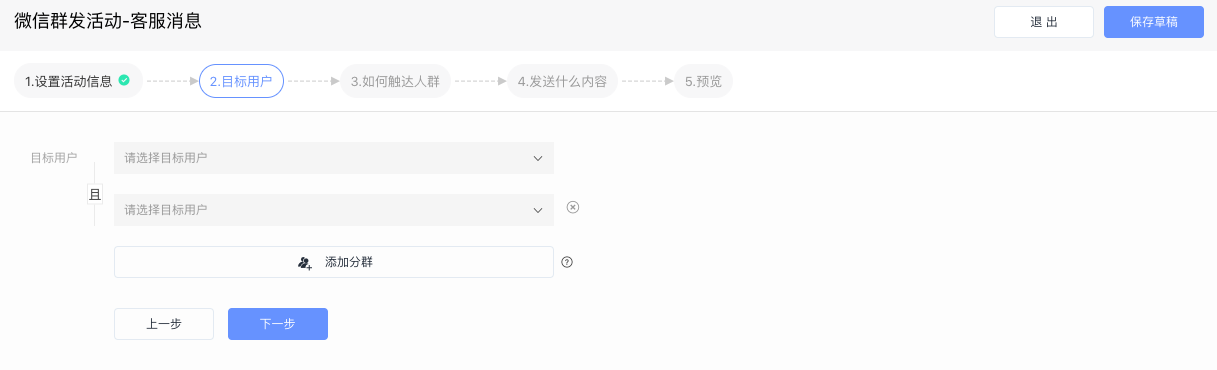 微信群发活动-客服消息
退 出
保存草稿
1.设置活动信息
2.目标用户
3.如何触达人群
4.发送什么内容
5.预览
目标用户
请选择目标用户
且
请选择目标用户
添加分群
上一步
下一步